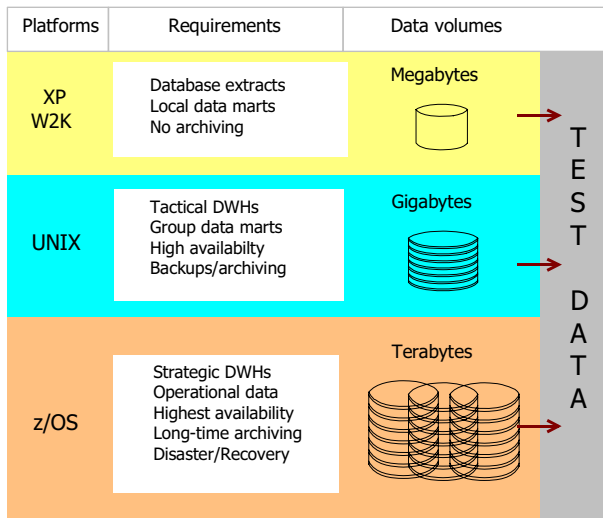 Platforms
Requirements
Data volumes
XP
W2K
Database extracts
Local data marts
No archiving
Megabytes
UNIX
Tactical DWHs
Group data marts
High availabilty
Backups/archiving
Gigabytes
z/OS
Strategic DWHs
Operational data
Highest availability
Long-time archiving
Disaster/Recovery
Terabytes
TEST DATA